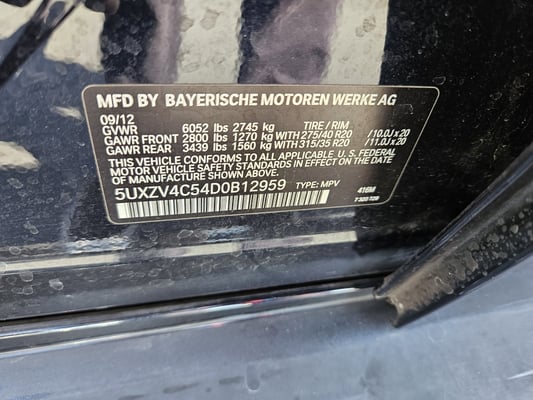 MFD BY BAYERISCHE MOTOREN WERKE AG
09/12
GVWR 6052 lbs 2745 kg TIRE / RIM
GAWR FRONT 2800 lbs 1270 kg WITH 275/40 R20 /10.0J x 20
GAWR REAR 3439 lbs 1560 kg WITH 315/35 R20 /11.0J x 20
THIS VEHICLE CONFORMS TO ALL APPLICABLE U.S. FEDERAL
MOTOR VEHICLE SAFETY STANDARDS IN EFFECT ON THE DATE
OF MANUFACTURE SHOWN ABOVE.
5UXZV4C54D0B12959 TYPE: MPV
416M